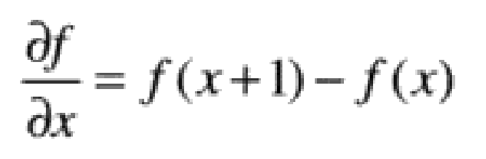 ∂f/∂x = f(x+1) − f(x)